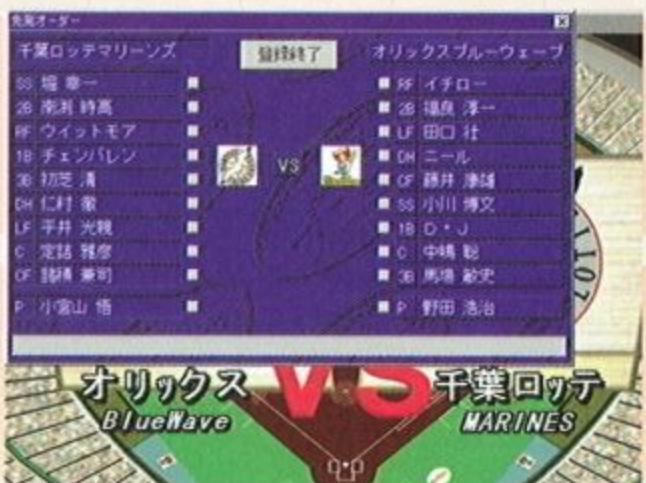 先発オーダー
千葉ロッテマリーンズ 登録終了 オリックスブルーウェーブ
SS 堀 幸一 RF イチロー
2B 南渕 時高 2B 福良 淳一
RF ウイットモア LF 田口 壮
1B チェンバレン DH ニール
3B 初芝 清 VS CF 藤井 康雄
DH 仁村 徹 SS 小川 博文
LF 平井 光親 1B D・J
C 定詰 雅彦 C 中嶋 聡
CF 諸積 兼司 3B 馬場 敏史
P 小宮山 悟 P 野田 浩治
オリックス VS 千葉ロッテ
BlueWave MARINES